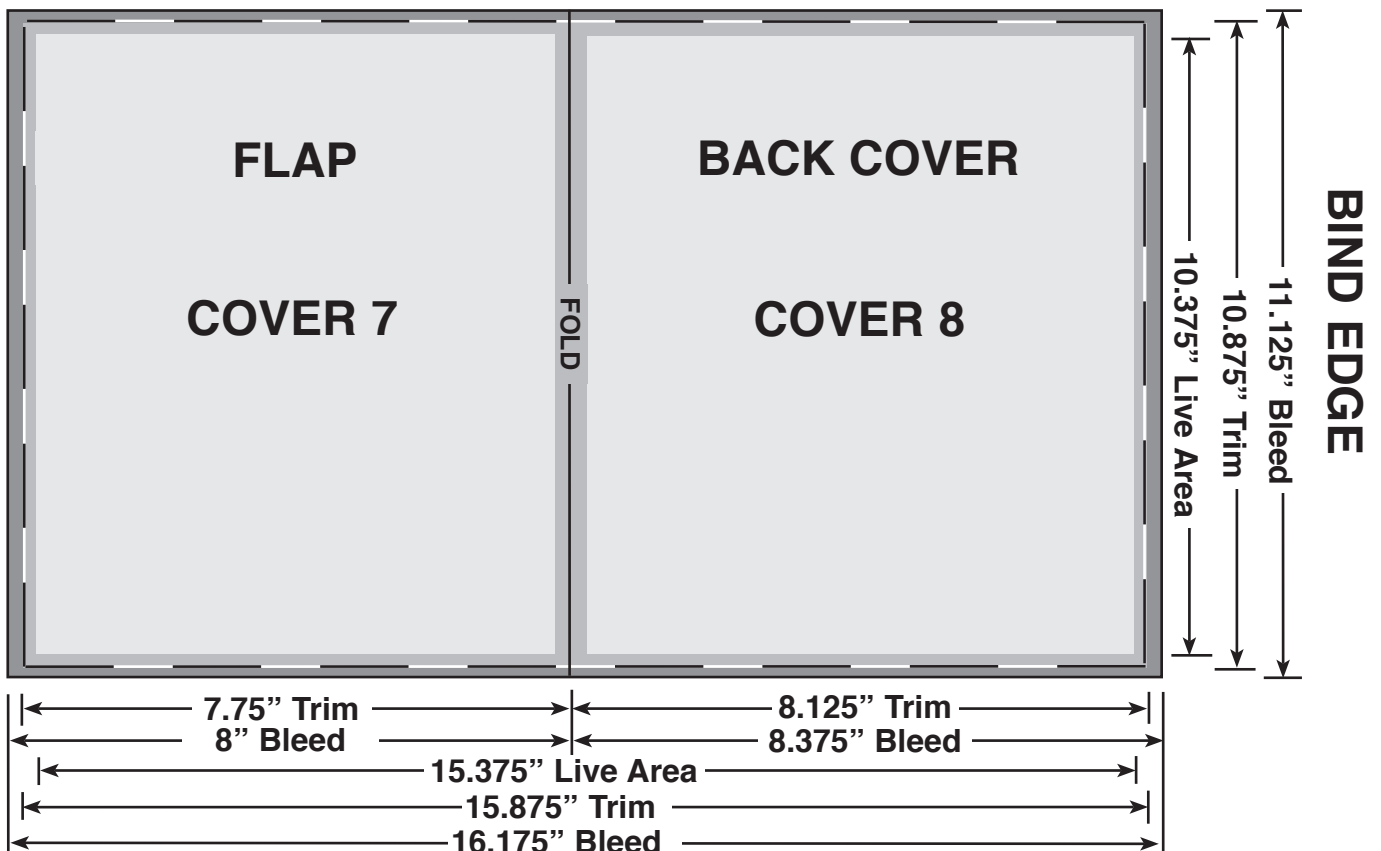 FLAP
BACK COVER
COVER 7
COVER 8
FOLD
10.375” Live Area
10.875” Trim
11.125” Bleed
BIND EDGE
7.75” Trim
8.125” Trim
8” Bleed
8.375” Bleed
15.375” Live Area
15.875” Trim
16.175” Bleed